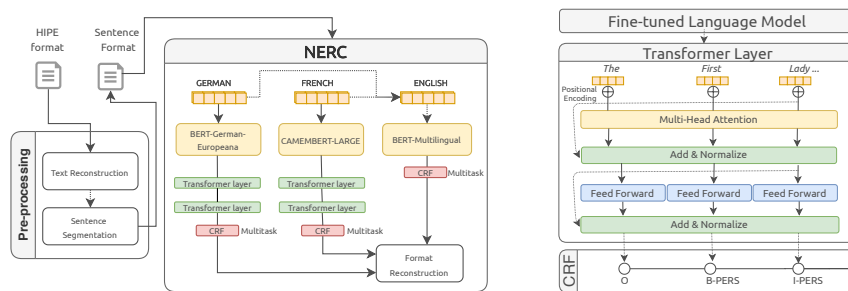 HIPE
format
Sentence
Format
Pre-processing
Text Reconstruction
Sentence
Segmentation
NERC
GERMAN
FRENCH
ENGLISH
BERT-German-
Europeana
CAMEMBERT-LARGE
BERT-Multilingual
Transformer layer
Transformer layer
CRF
Multitask
Transformer layer
Transformer layer
CRF
Multitask
CRF
Multitask
Format
Reconstruction
Fine-tuned Language Model
Transformer Layer
The
First
Lady ...
Positional
Encoding
Multi-Head Attention
Add & Normalize
Feed Forward
Feed Forward
Feed Forward
Add & Normalize
CRF
O
B-PERS
I-PERS